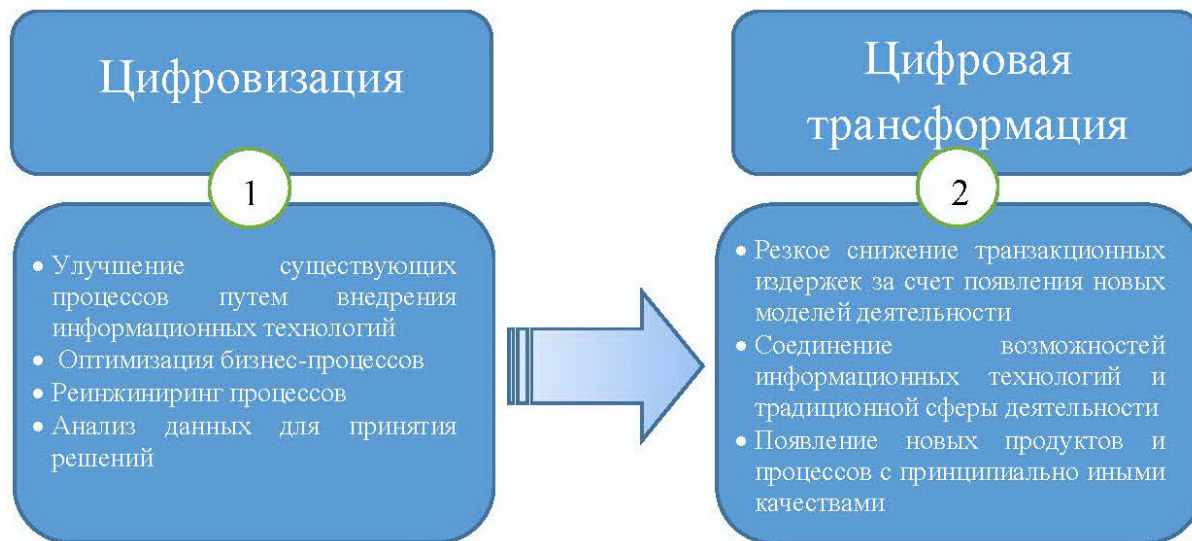 Цифровизация
1
• Улучшение существующих
процессов путем внедрения
информационных технологий
• Оптимизация бизнес-процессов
• Реинжиниринг процессов
• Анализ данных для принятия
решений
Цифровая
трансформация
2
• Резкое снижение транзакционных
издержек за счет появления новых
моделей деятельности
• Соединение возможностей
информационных технологий и
традиционной сферы деятельности
• Появление новых продуктов и
процессов с принципиально иными
качествами